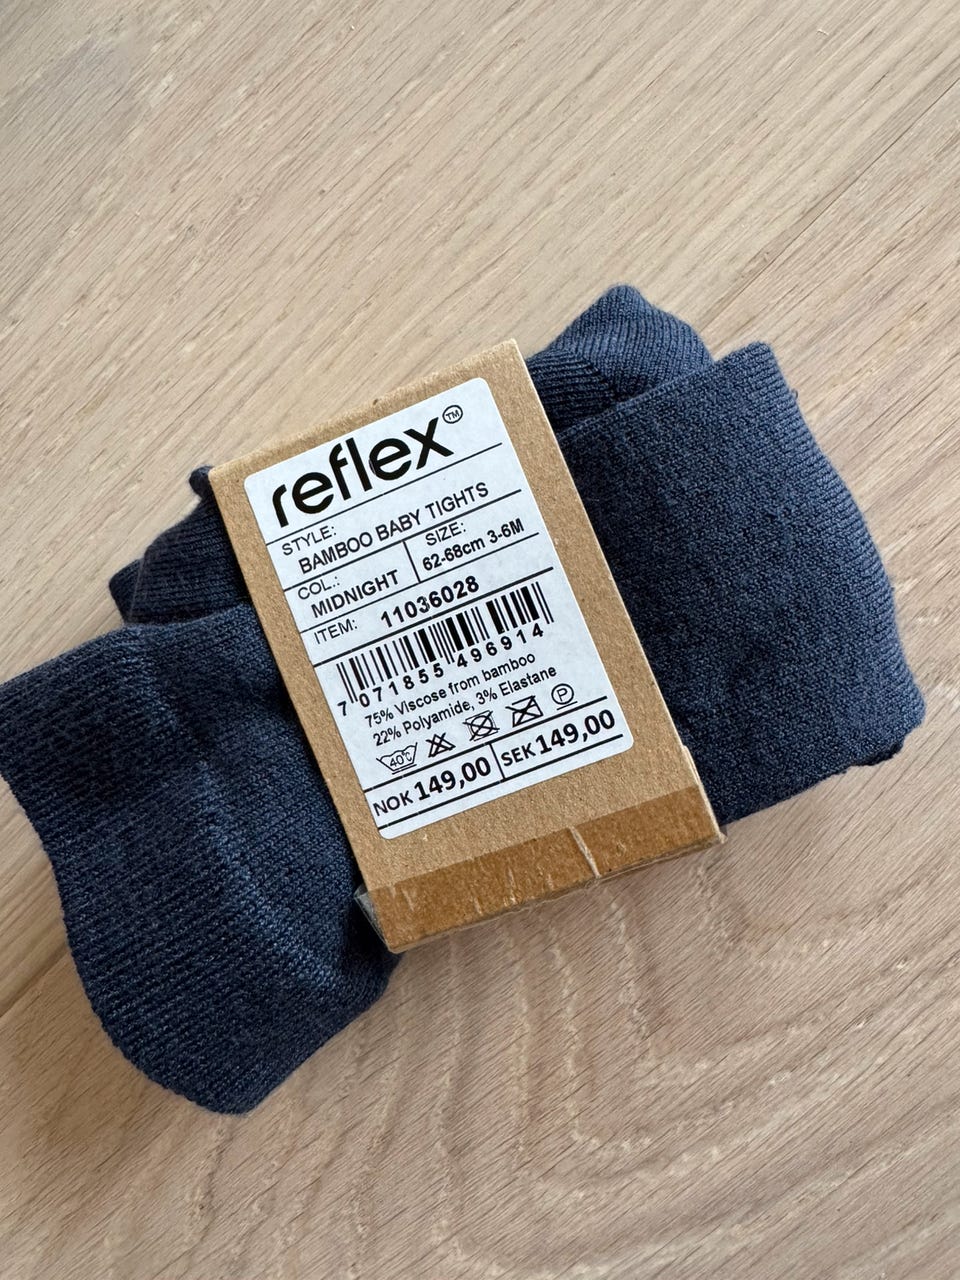 reflex™
STYLE:
BAMBOO BABY TIGHTS
COL.:
MIDNIGHT
SIZE:
62-68cm 3-6M
ITEM: 11036028
7 071855 496914
75% Viscose from bamboo
22% Polyamide, 3% Elastane
40°C P
NOK 149,00 SEK 149,00